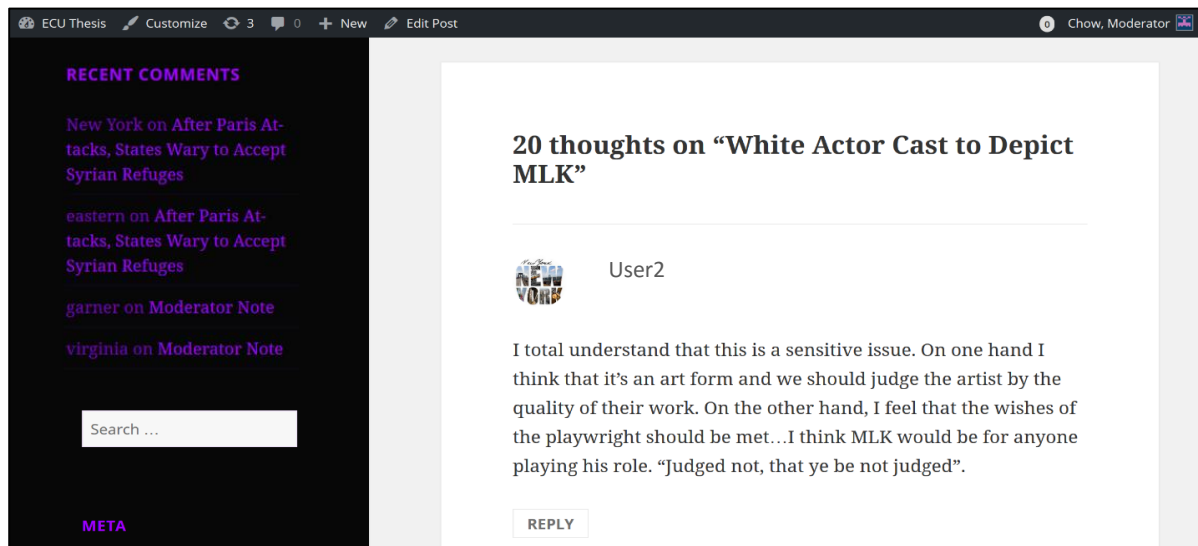 ECU Thesis Customize 3 0 New Edit Post 0 Chow, Moderator
RECENT COMMENTS
New York on After Paris At-
tacks, States Wary to Accept
Syrian Refuges
eastern on After Paris At-
tacks, States Wary to Accept
Syrian Refuges
garner on Moderator Note
virginia on Moderator Note
Search …
META
20 thoughts on “White Actor Cast to Depict
MLK”
New York
NEW
YORK
User2
I total understand that this is a sensitive issue. On one hand I
think that it’s an art form and we should judge the artist by the
quality of their work. On the other hand, I feel that the wishes of
the playwright should be met…I think MLK would be for anyone
playing his role. “Judged not, that ye be not judged”.
REPLY